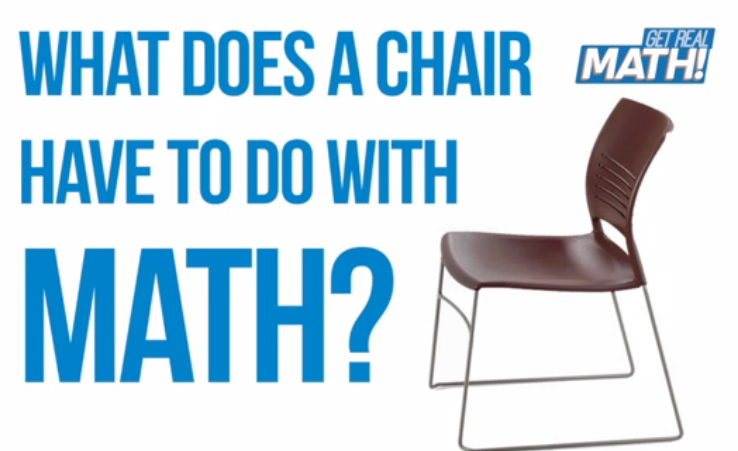 WHAT DOES A CHAIR
GET REAL
MATH!
HAVE TO DO WITH
MATH?